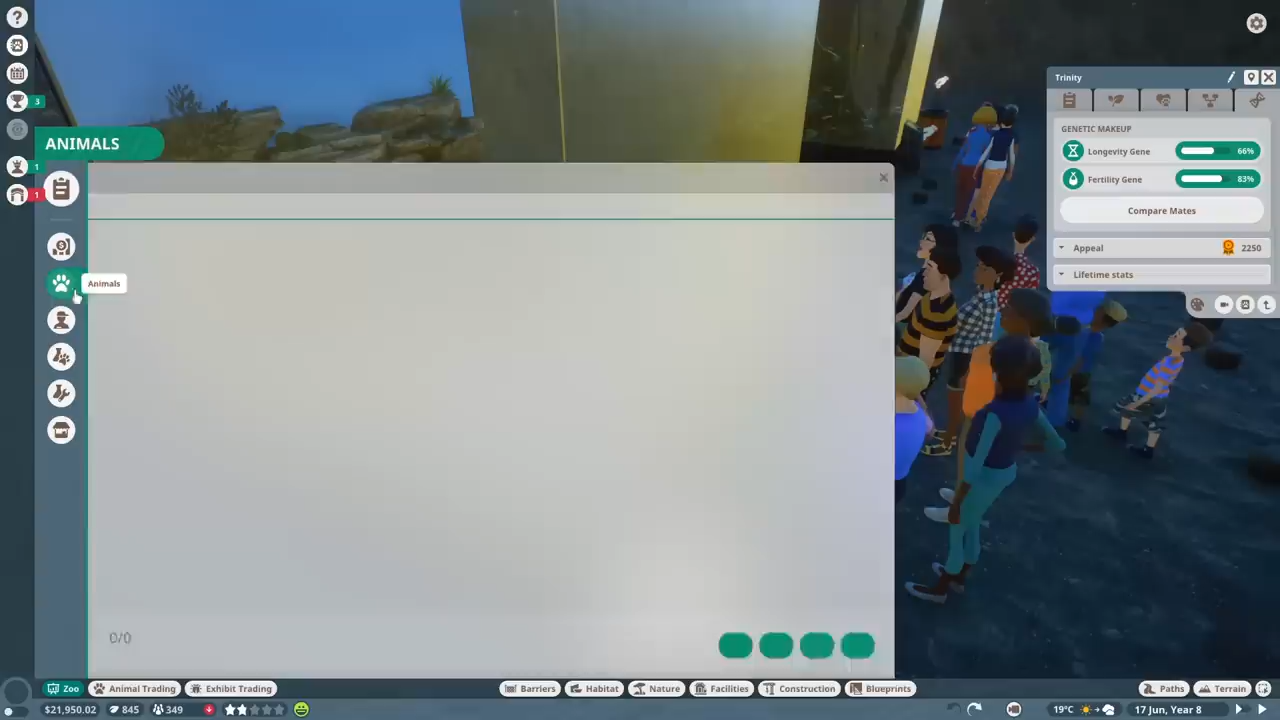 3
ANIMALS
1
1
Animals
0/0
Trinity
GENETIC MAKEUP
Longevity Gene 66%
Fertility Gene 83%
Compare Mates
Appeal 2250
Lifetime stats
Zoo Animal Trading Exhibit Trading Barriers Habitat Nature Facilities Construction Blueprints Paths Terrain
$21,950.02 845 349 19°C 17 Jun, Year 8